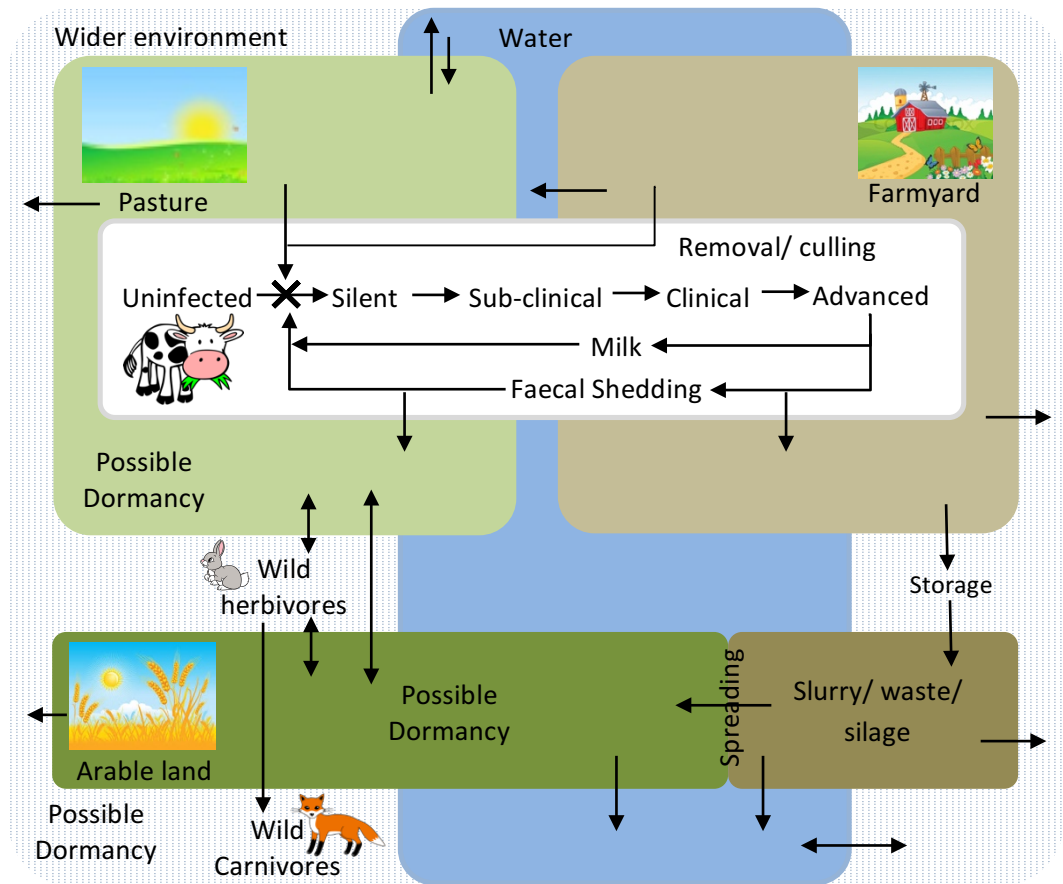 Wider environment
Water
Pasture
Farmyard
Removal/ culling
Uninfected
Silent
Sub-clinical
Clinical
Advanced
Milk
Faecal Shedding
Possible
Dormancy
Wild
herbivores
Storage
Possible
Dormancy
Spreading
Slurry/ waste/
silage
Arable land
Possible
Dormancy
Wild
Carnivores